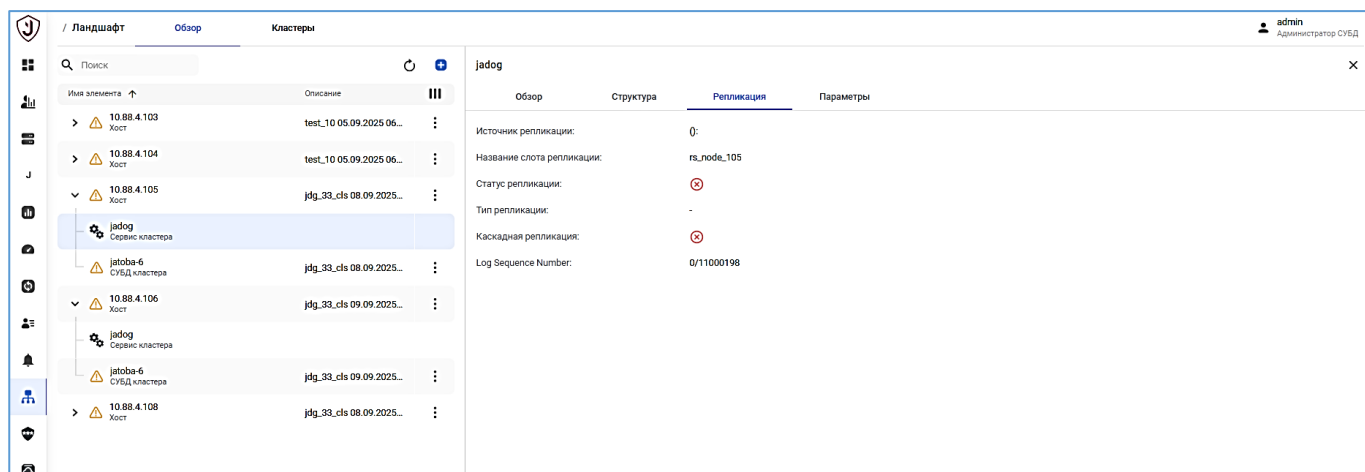 / Ландшафт Обзор Кластеры admin
Администратор СУБД
Поиск
Имя элемента Описание
10.88.4.103 test_10 05.09.2025 06...
Хост
10.88.4.104 test_10 05.09.2025 06...
Хост
10.88.4.105 jdg_33_cls 08.09.2025...
Хост
jadog
Сервис кластера
jatoba-6 jdg_33_cls 08.09.2025...
СУБД кластера
10.88.4.106 jdg_33_cls 09.09.2025...
Хост
jadog
Сервис кластера
jatoba-6 jdg_33_cls 09.09.2025...
СУБД кластера
10.88.4.108 jdg_33_cls 08.09.2025...
Хост
J
jadog
Обзор Структура Репликация Параметры
Источник репликации: ():
Название слота репликации: rs_node_105
Статус репликации:
Тип репликации: -
Каскадная репликация:
Log Sequence Number: 0/11000198